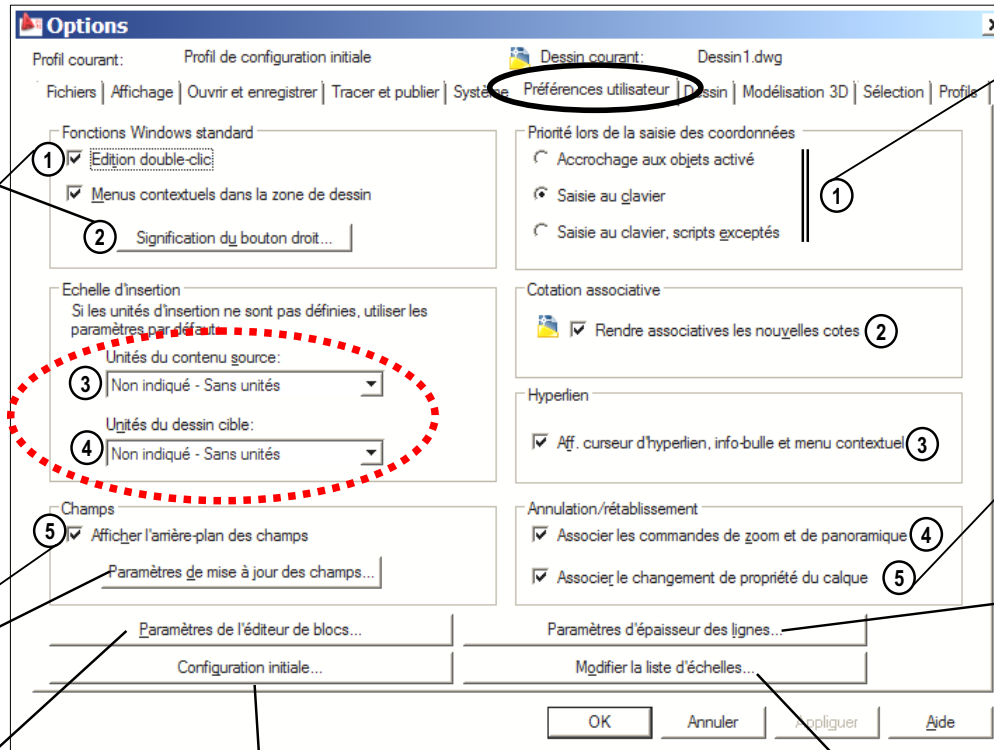 Options
Profil courant: Profil de configuration initiale Dessin courant: Dessin1.dwg
Fichiers Affichage Ouvrir et enregistrer Tracer et publier Système Préférences utilisateur Dessin Modélisation 3D Sélection Profils
Fonctions Windows standard
1 Edition double-clic
Menus contextuels dans la zone de dessin
2 Signification du bouton droit...
Priorité lors de la saisie des coordonnées
Accrochage aux objets activé
Saisie au clavier 1
Saisie au clavier, scripts exceptés
Echelle d'insertion
Si les unités d'insertion ne sont pas définies, utiliser les
paramètres par défaut:
Unités du contenu source:
3 Non indiqué - Sans unités
Unités du dessin cible:
4 Non indiqué - Sans unités
Cotation associative
Rendre associatives les nouvelles cotes 2
Hyperlien
Aff. curseur d'hyperlien, info-bulle et menu contextuel 3
Champs
5 Afficher l'arrière-plan des champs
Paramètres de mise à jour des champs...
Annulation/rétablissement
Associer les commandes de zoom et de panoramique 4
Associer le changement de propriété du calque 5
Paramètres de l'éditeur de blocs... Paramètres d'épaisseur des lignes...
Configuration initiale... Modifier la liste d'échelles...
OK Annuler Appliquer Aide